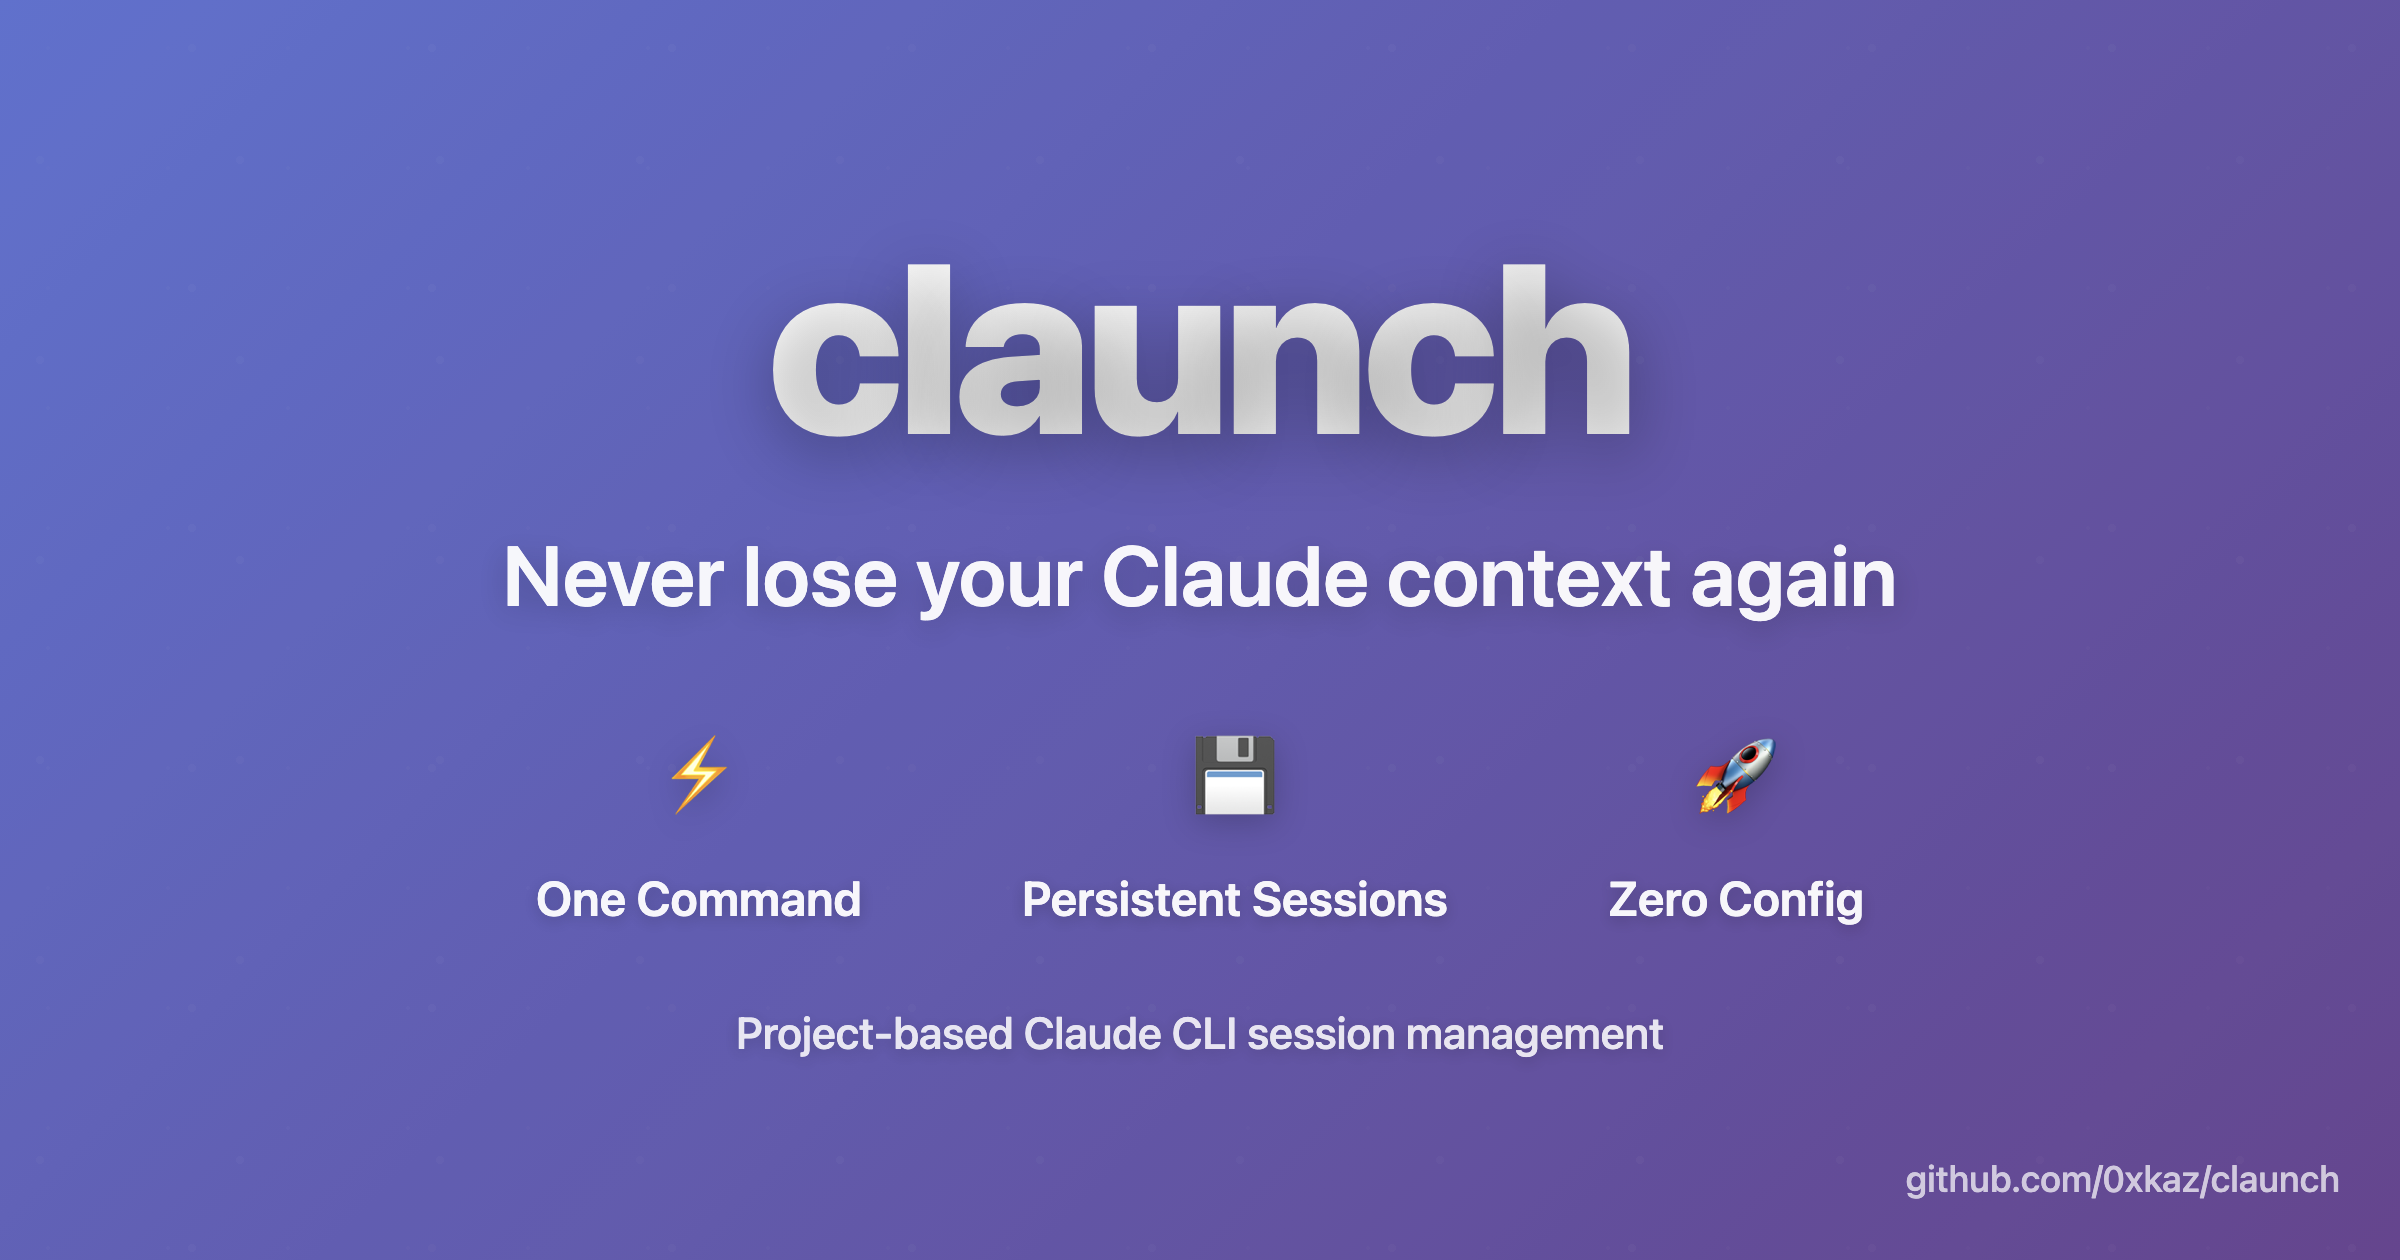 claunch
Never lose your Claude context again
One Command
Persistent Sessions
Zero Config
Project-based Claude CLI session management
github.com/0xkaz/claunch